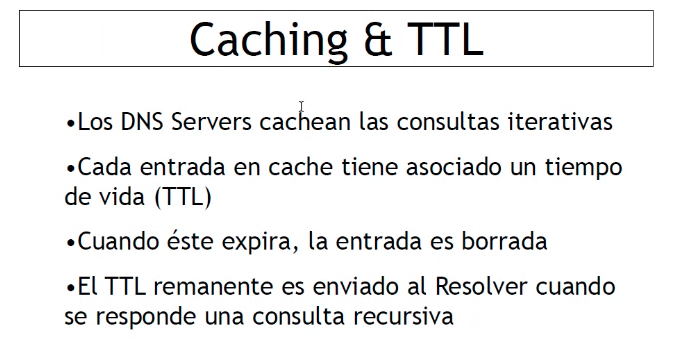 Caching & TTL
•Los DNS Servers cachean las consultas iterativas
•Cada entrada en cache tiene asociado un tiempo
de vida (TTL)
•Cuando éste expira, la entrada es borrada
•El TTL remanente es enviado al Resolver cuando
se responde una consulta recursiva